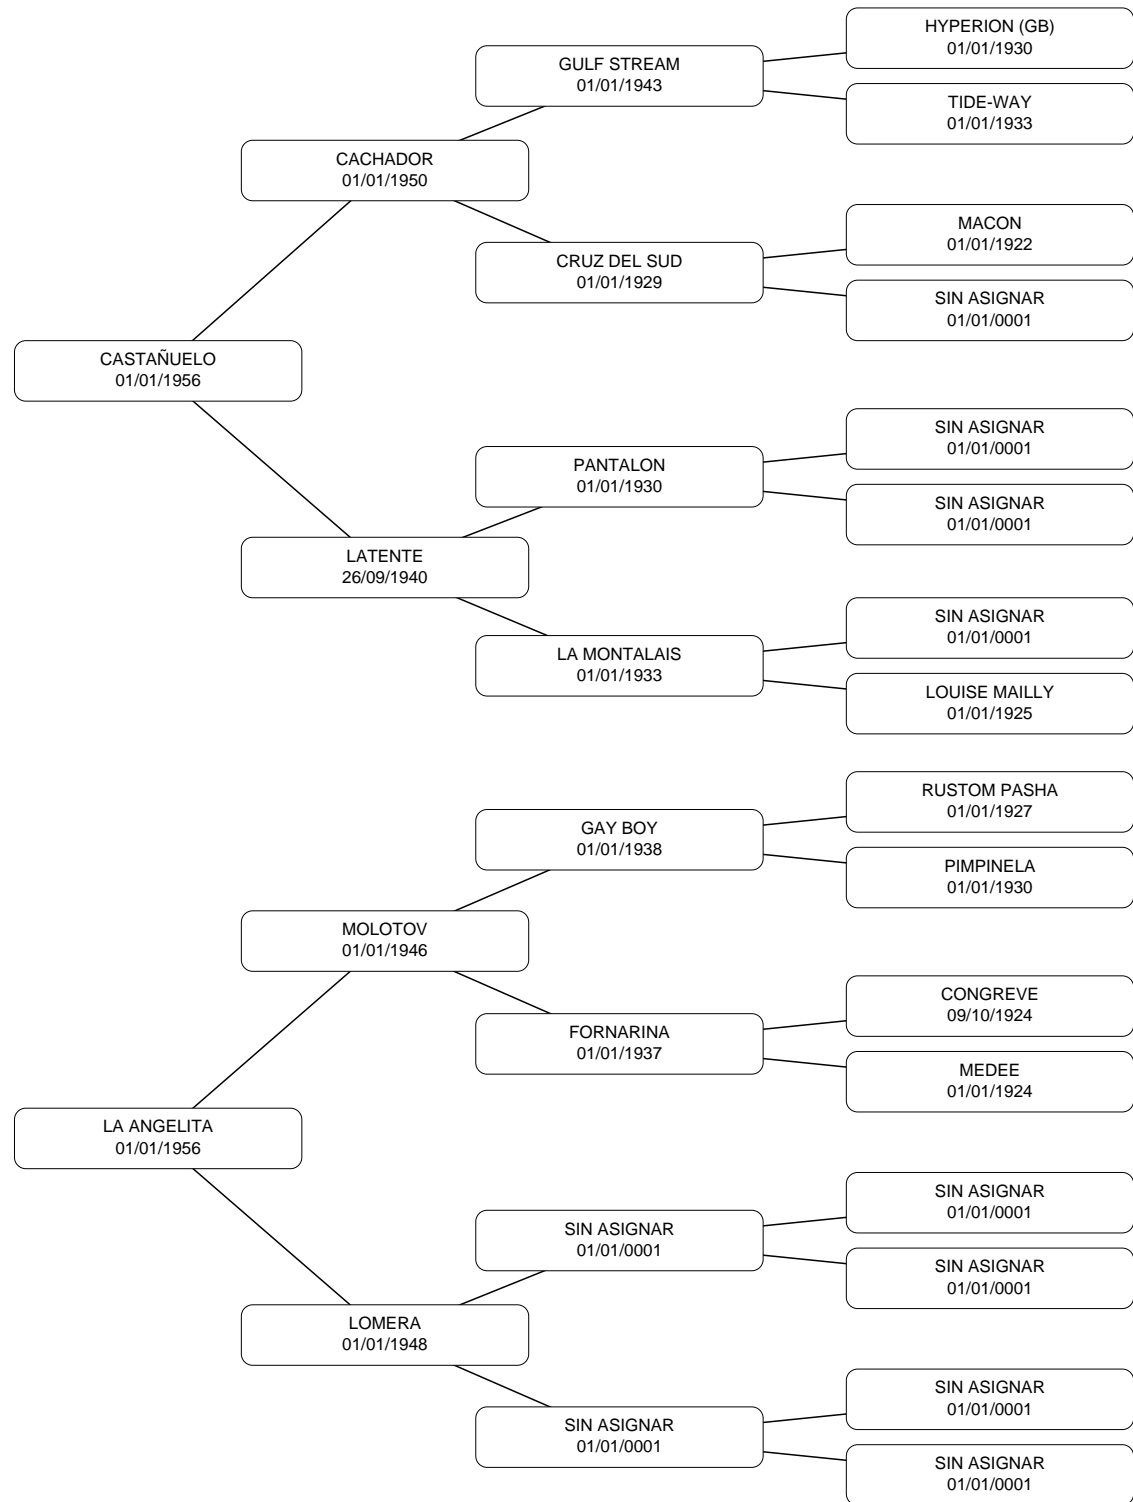 HYPERION (GB)
01/01/1930
GULF STREAM
01/01/1943
TIDE-WAY
01/01/1933
CACHADOR
01/01/1950
MACON
01/01/1922
CRUZ DEL SUD
01/01/1929
SIN ASIGNAR
01/01/0001
CASTAÑUELO
01/01/1956
SIN ASIGNAR
01/01/0001
PANTALON
01/01/1930
SIN ASIGNAR
01/01/0001
LATENTE
26/09/1940
SIN ASIGNAR
01/01/0001
LA MONTALAIS
01/01/1933
LOUISE MAILLY
01/01/1925
RUSTOM PASHA
01/01/1927
GAY BOY
01/01/1938
PIMPINELA
01/01/1930
MOLOTOV
01/01/1946
CONGREVE
09/10/1924
FORNARINA
01/01/1937
MEDEE
01/01/1924
LA ANGELITA
01/01/1956
SIN ASIGNAR
01/01/0001
SIN ASIGNAR
01/01/0001
SIN ASIGNAR
01/01/0001
LOMERA
01/01/1948
SIN ASIGNAR
01/01/0001
SIN ASIGNAR
01/01/0001
SIN ASIGNAR
01/01/0001